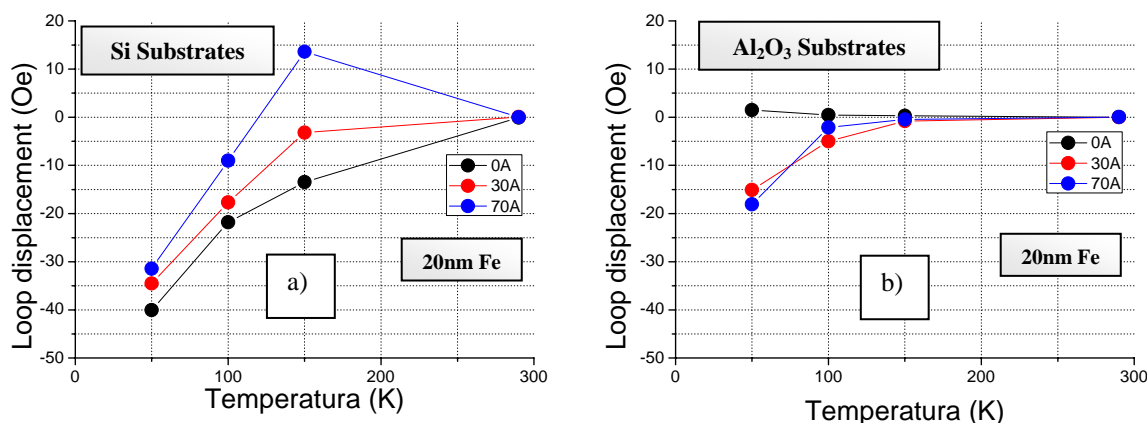 Si Substrates
Loop displacement (Oe)
20
10
0
-10
-20
-30
-40
-50
0A
30A
70A
20nm Fe
a)
0
100
200
300
Temperatura (K)
Al₂O₃ Substrates
Loop displacement (Oe)
20
10
0
-10
-20
-30
-40
-50
0A
30A
70A
20nm Fe
b)
0
100
200
300
Temperatura (K)